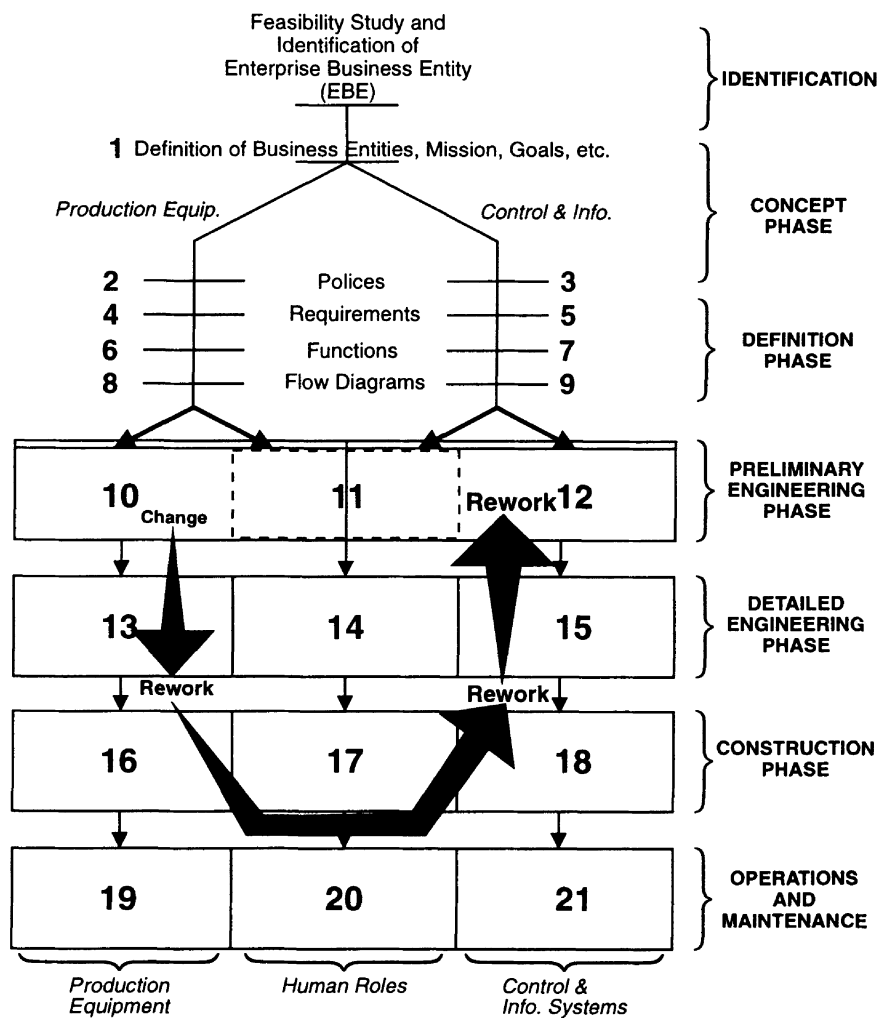 Feasibility Study and
Identification of
Enterprise Business Entity
(EBE)
IDENTIFICATION
1 Definition of Business Entities, Mission, Goals, etc.
Production Equip.
Control & Info.
CONCEPT
PHASE
2 Polices 3
4 Requirements 5
6 Functions 7
8 Flow Diagrams 9
DEFINITION
PHASE
10
11
Rework 12
Change
PRELIMINARY
ENGINEERING
PHASE
13
14
15
DETAILED
ENGINEERING
PHASE
Rework
Rework
16
17
18
CONSTRUCTION
PHASE
19
20
21
OPERATIONS
AND
MAINTENANCE
Production
Equipment
Human Roles
Control &
Info. Systems